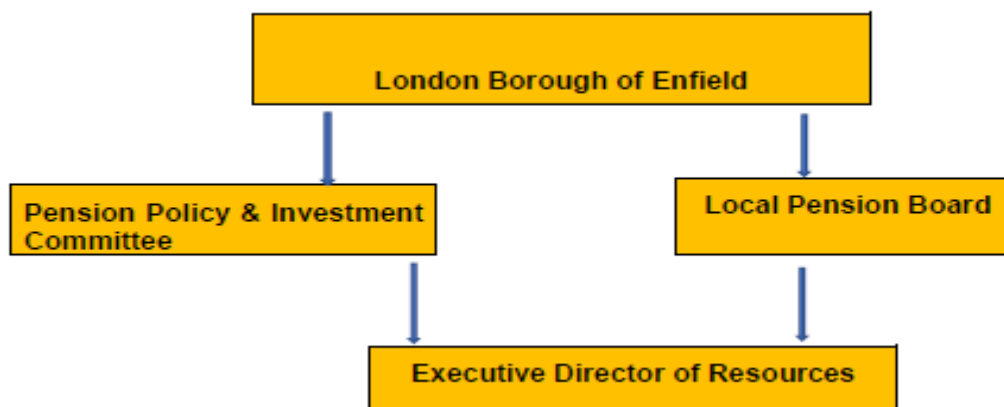 London Borough of Enfield
Pension Policy & Investment
Committee
Local Pension Board
Executive Director of Resources